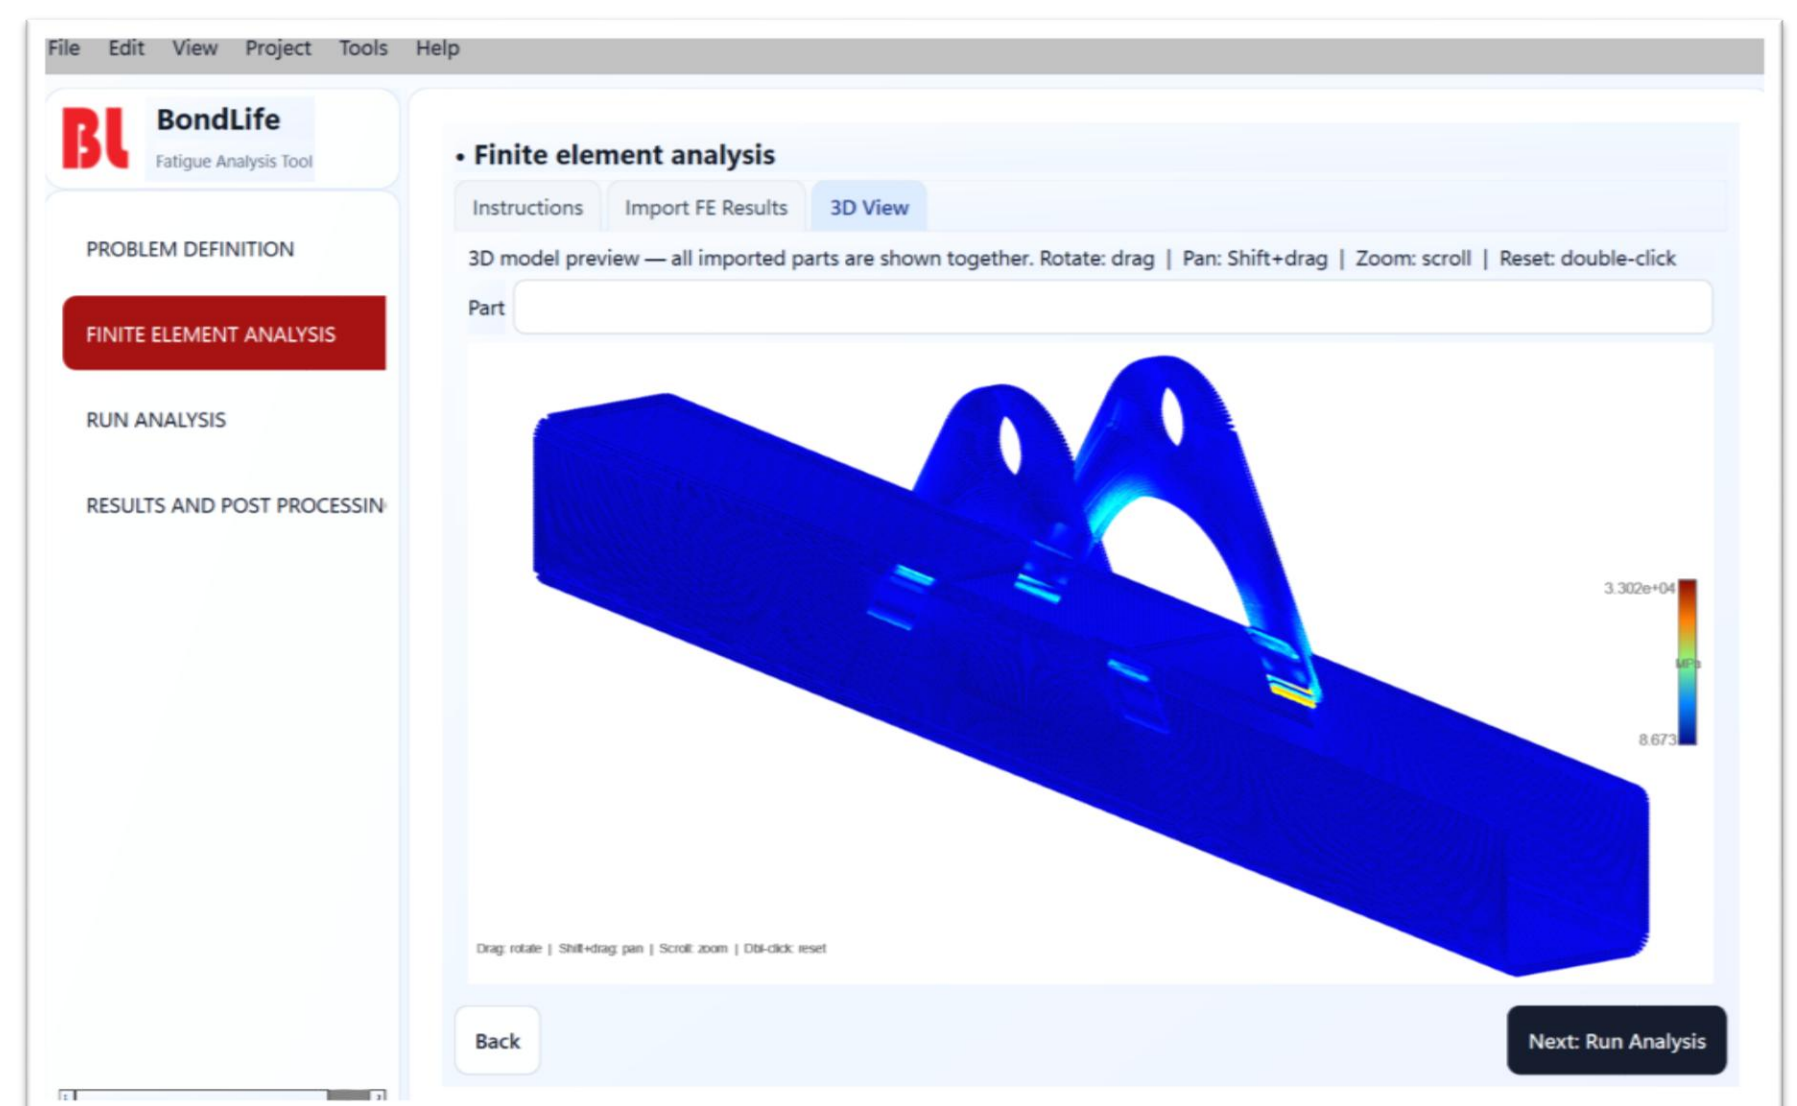 File Edit View Project Tools Help
BL
BondLife
Fatigue Analysis Tool
PROBLEM DEFINITION
FINITE ELEMENT ANALYSIS
RUN ANALYSIS
RESULTS AND POST PROCESSIN
• Finite element analysis
Instructions Import FE Results 3D View
3D model preview — all imported parts are shown together. Rotate: drag | Pan: Shift+drag | Zoom: scroll | Reset: double-click
Part
3.302e+04
MPa
8.673
Drag: rotate | Shift+drag: pan | Scroll: zoom | Dbl-click: reset
Back
Next: Run Analysis